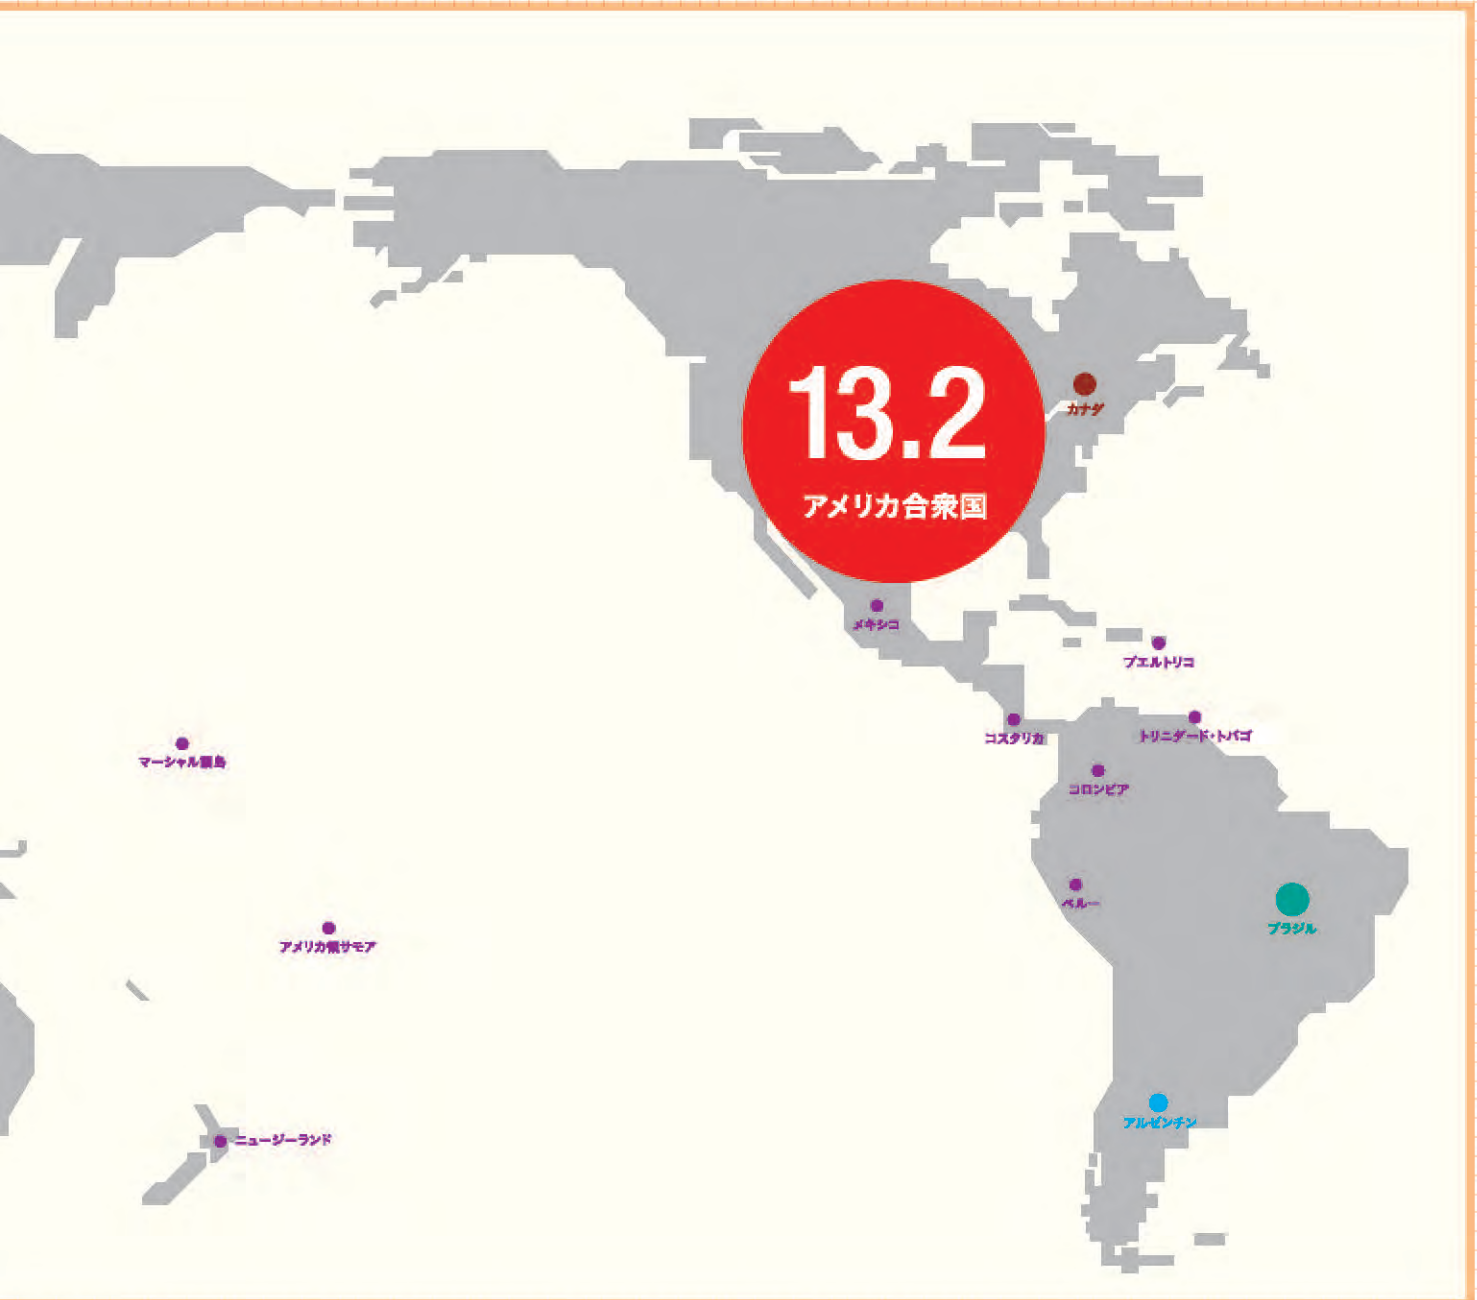 13.2
アメリカ合衆国
カナダ
メキシコ
プエルトリコ
コスタリカ
トリニダード・トバゴ
マーシャル諸島
コロンビア
ペルー
ブラジル
アメリカ領サモア
アルゼンチン
ニュージーランド